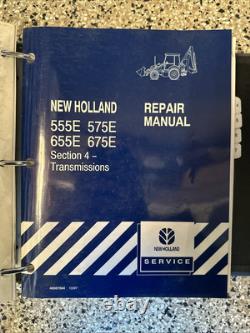 NEW HOLLAND
555E 575E
655E 675E
Section 4 –
Transmissions
REPAIR
MANUAL
NEW HOLLAND
SERVICE